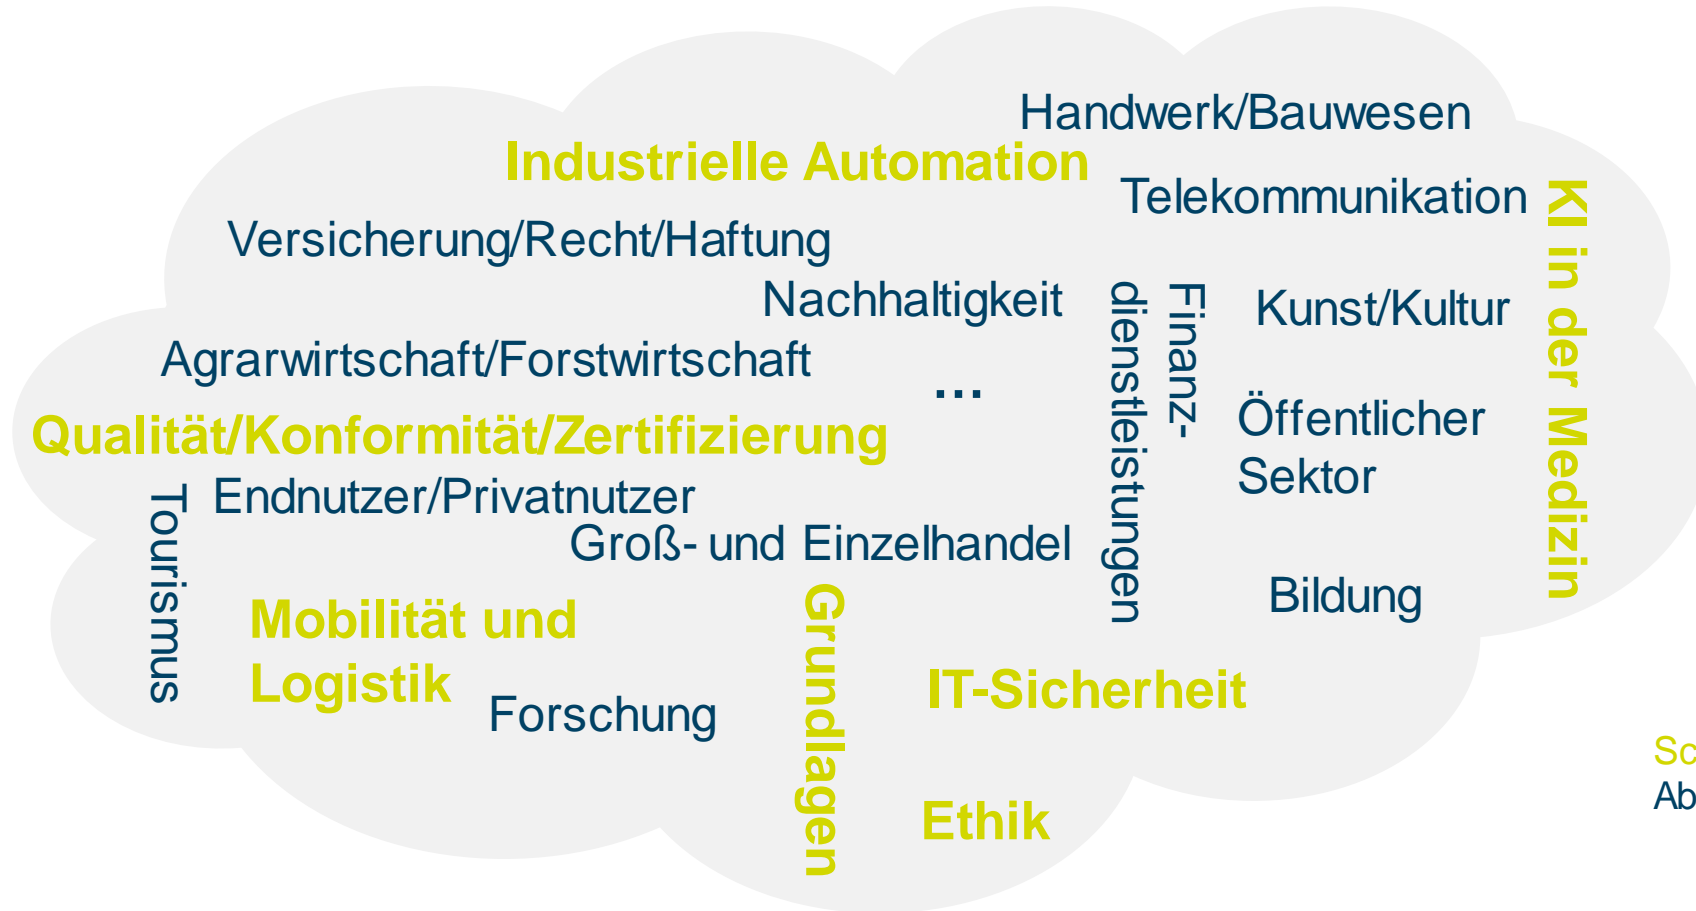 Handwerk/Bauwesen
Industrielle Automation
Telekommunikation
KI in der Medizin
Versicherung/Recht/Haftung
Nachhaltigkeit
Finanz-
dienstleistungen
Kunst/Kultur
Agrarwirtschaft/Forstwirtschaft
...
Öffentlicher
Sektor
Qualität/Konformität/Zertifizierung
Endnutzer/Privatnutzer
Tourismus
Groß- und Einzelhandel
Bildung
Mobilität und
Logistik
Grundlagen
IT-Sicherheit
Forschung
Ethik